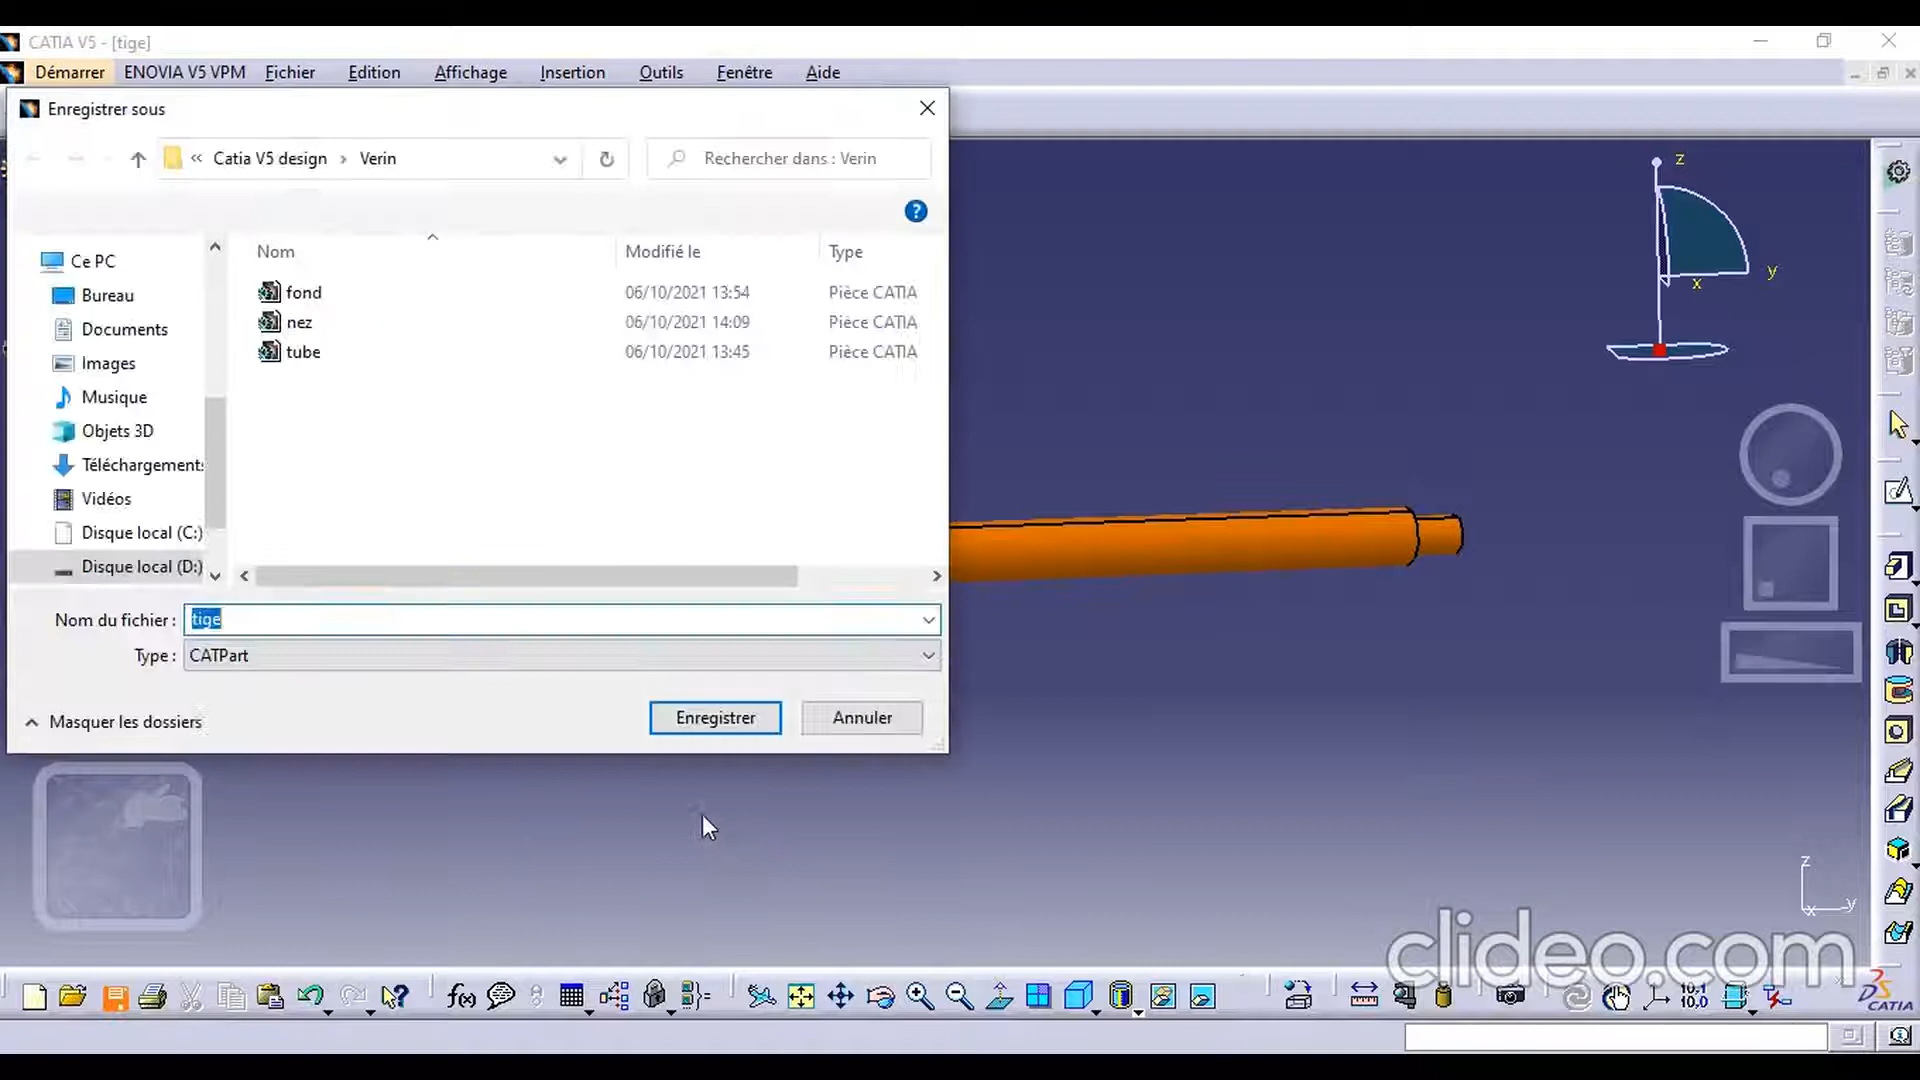 CATIA V5 - [tige]
Démarrer ENOVIA V5 VPM Fichier Edition Affichage Insertion Outils Fenêtre Aide
Enregistrer sous
« Catia V5 design › Verin
Rechercher dans : Verin
Nom Modifié le Type
Ce PC
Bureau
Documents
Images
Musique
Objets 3D
Téléchargements
Vidéos
Disque local (C:)
Disque local (D:)
fond 06/10/2021 13:54 Pièce CATIA
nez 06/10/2021 14:09 Pièce CATIA
tube 06/10/2021 13:45 Pièce CATIA
Nom du fichier : tige
Type : CATPart
Masquer les dossiers
Enregistrer
Annuler
z
y
x
z
x y
clideo.com
f(x)
10,1
10,0
CATIA